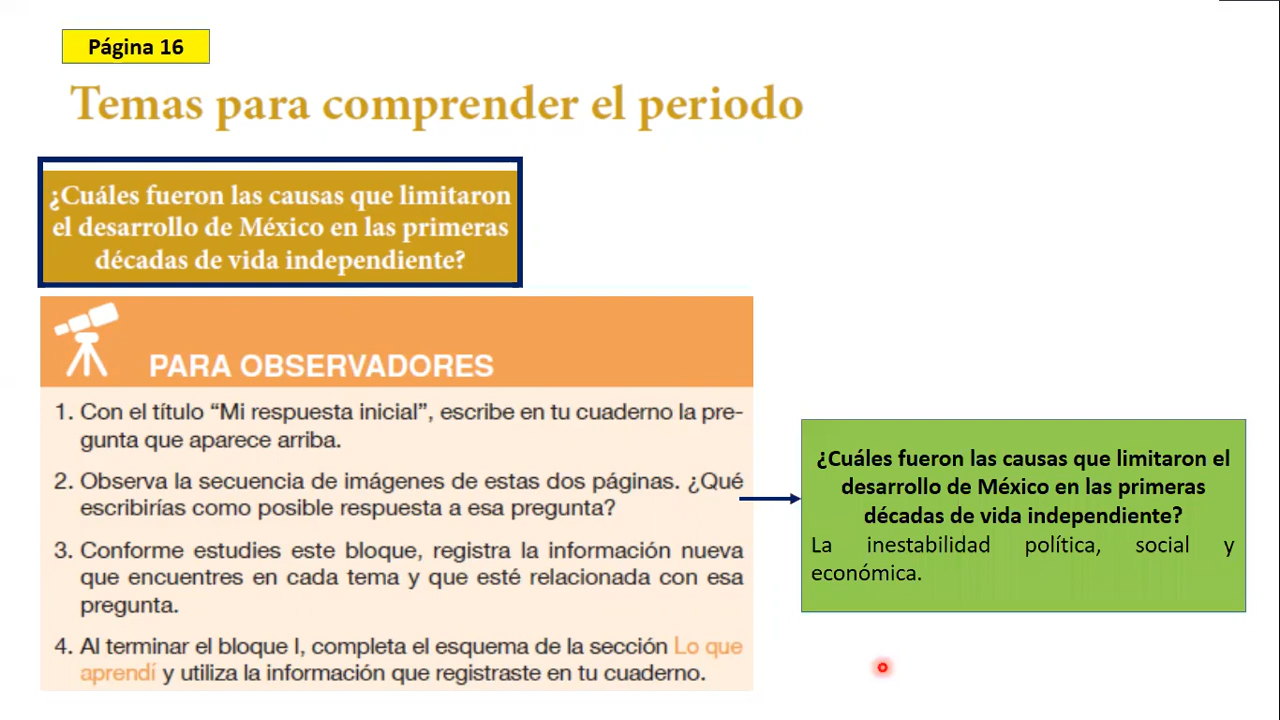 Página 16
Temas para comprender el periodo
¿Cuáles fueron las causas que limitaron
el desarrollo de México en las primeras
décadas de vida independiente?
PARA OBSERVADORES
1. Con el título “Mi respuesta inicial”, escribe en tu cuaderno la pre-
gunta que aparece arriba.
2. Observa la secuencia de imágenes de estas dos páginas. ¿Qué
escribirías como posible respuesta a esa pregunta?
3. Conforme estudies este bloque, registra la información nueva
que encuentres en cada tema y que esté relacionada con esa
pregunta.
4. Al terminar el bloque I, completa el esquema de la sección Lo que
aprendí y utiliza la información que registraste en tu cuaderno.
¿Cuáles fueron las causas que limitaron el
desarrollo de México en las primeras
décadas de vida independiente?
La inestabilidad política, social y
económica.